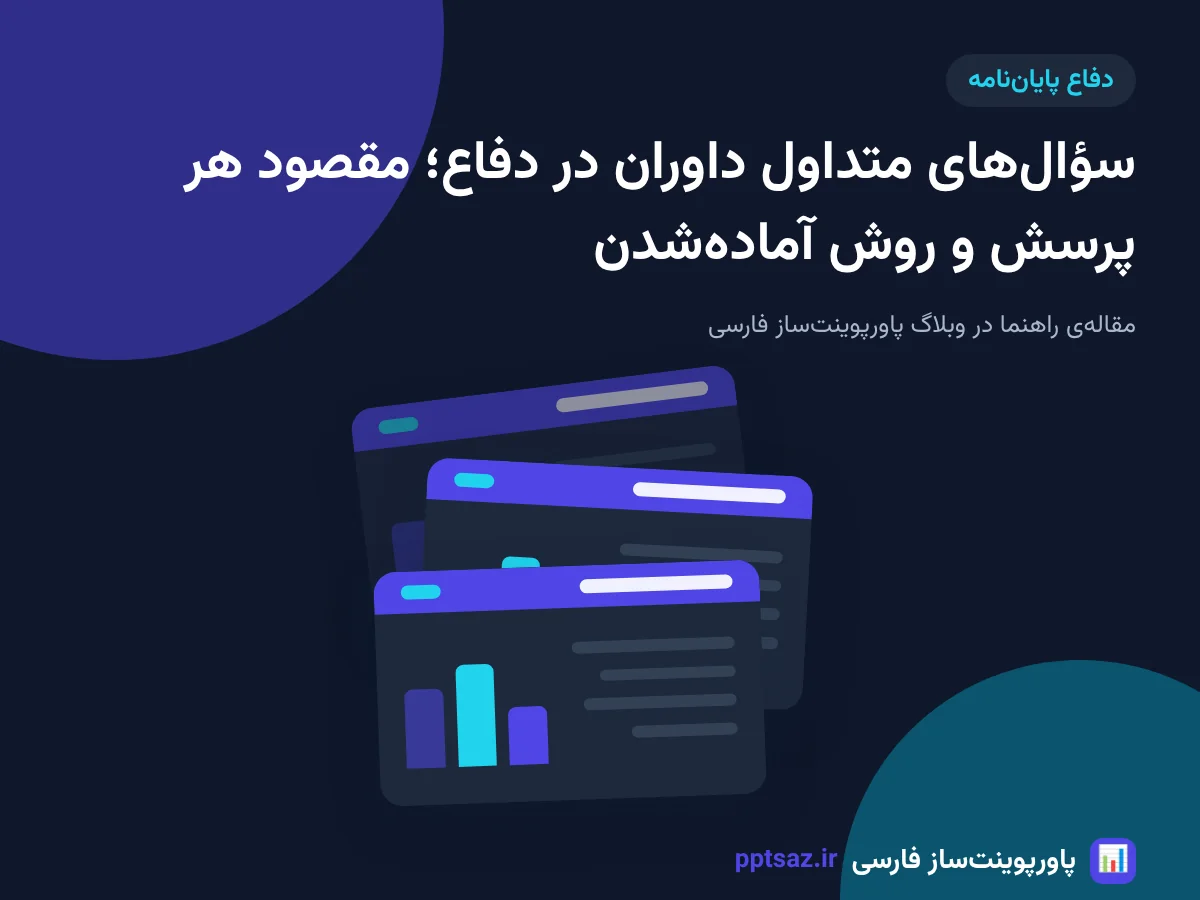 دفاع پایان‌نامه
سؤال‌های متداول داوران در دفاع؛ مقصود هر
پرسش و روش آماده‌شدن
مقاله‌ی راهنما در وبلاگ پاورپوینت‌ساز فارسی
پاورپوینت‌ساز فارسی pptsaz.ir